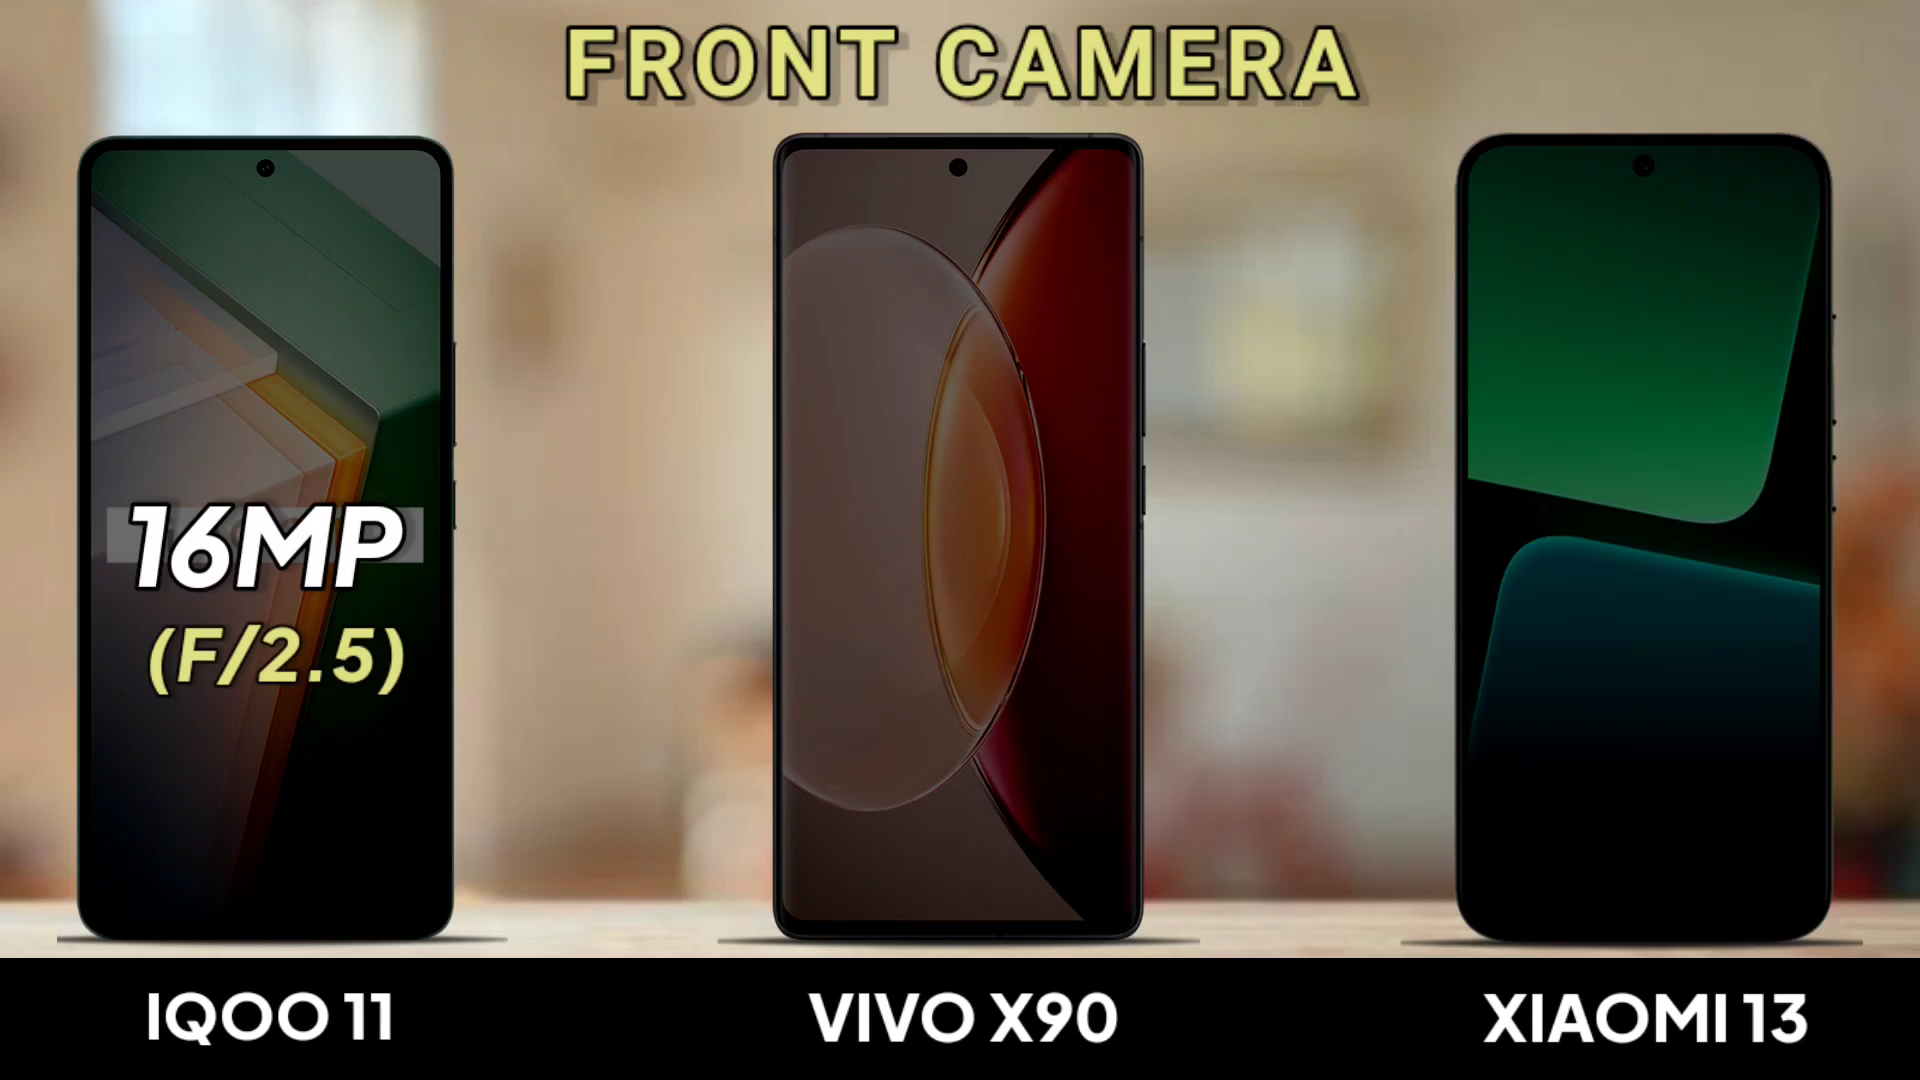 FRONT CAMERA
16MP
(F/2.5)
IQOO 11
VIVO X90
XIAOMI 13